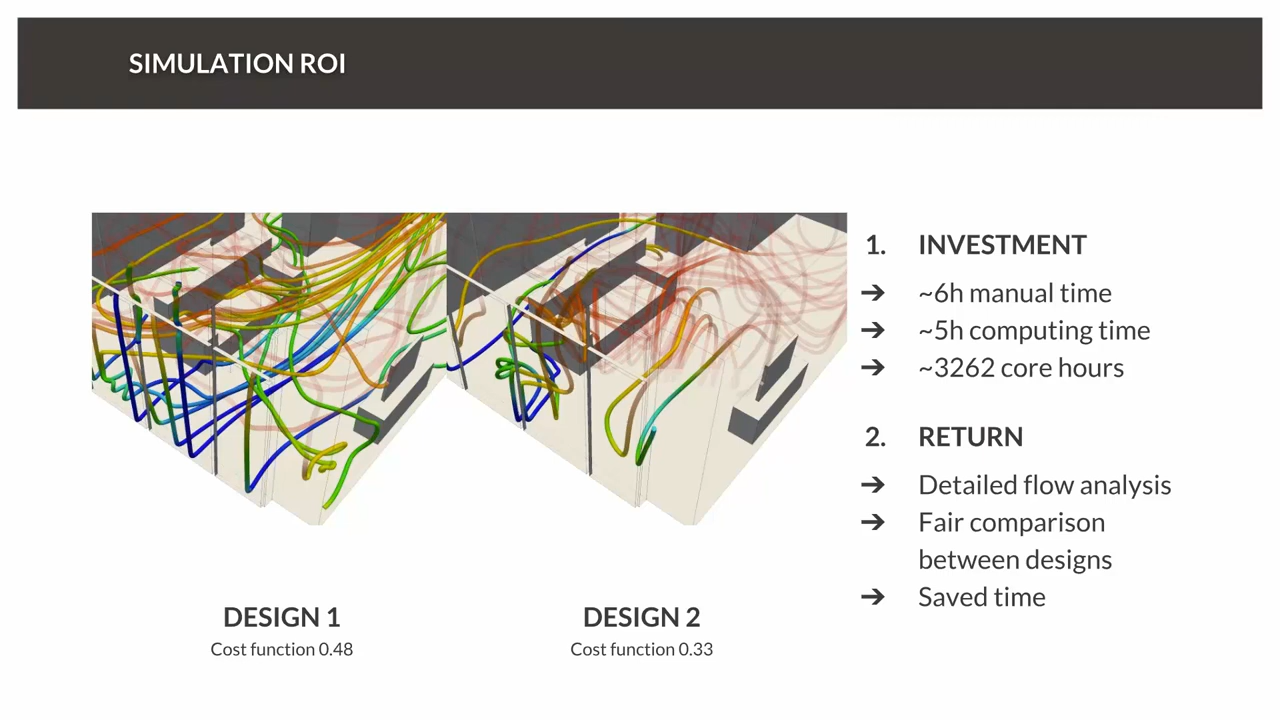 SIMULATION ROI
1. INVESTMENT
➔ ~6h manual time
➔ ~5h computing time
➔ ~3262 core hours
2. RETURN
➔ Detailed flow analysis
➔ Fair comparison
between designs
➔ Saved time
DESIGN 1
Cost function 0.48
DESIGN 2
Cost function 0.33